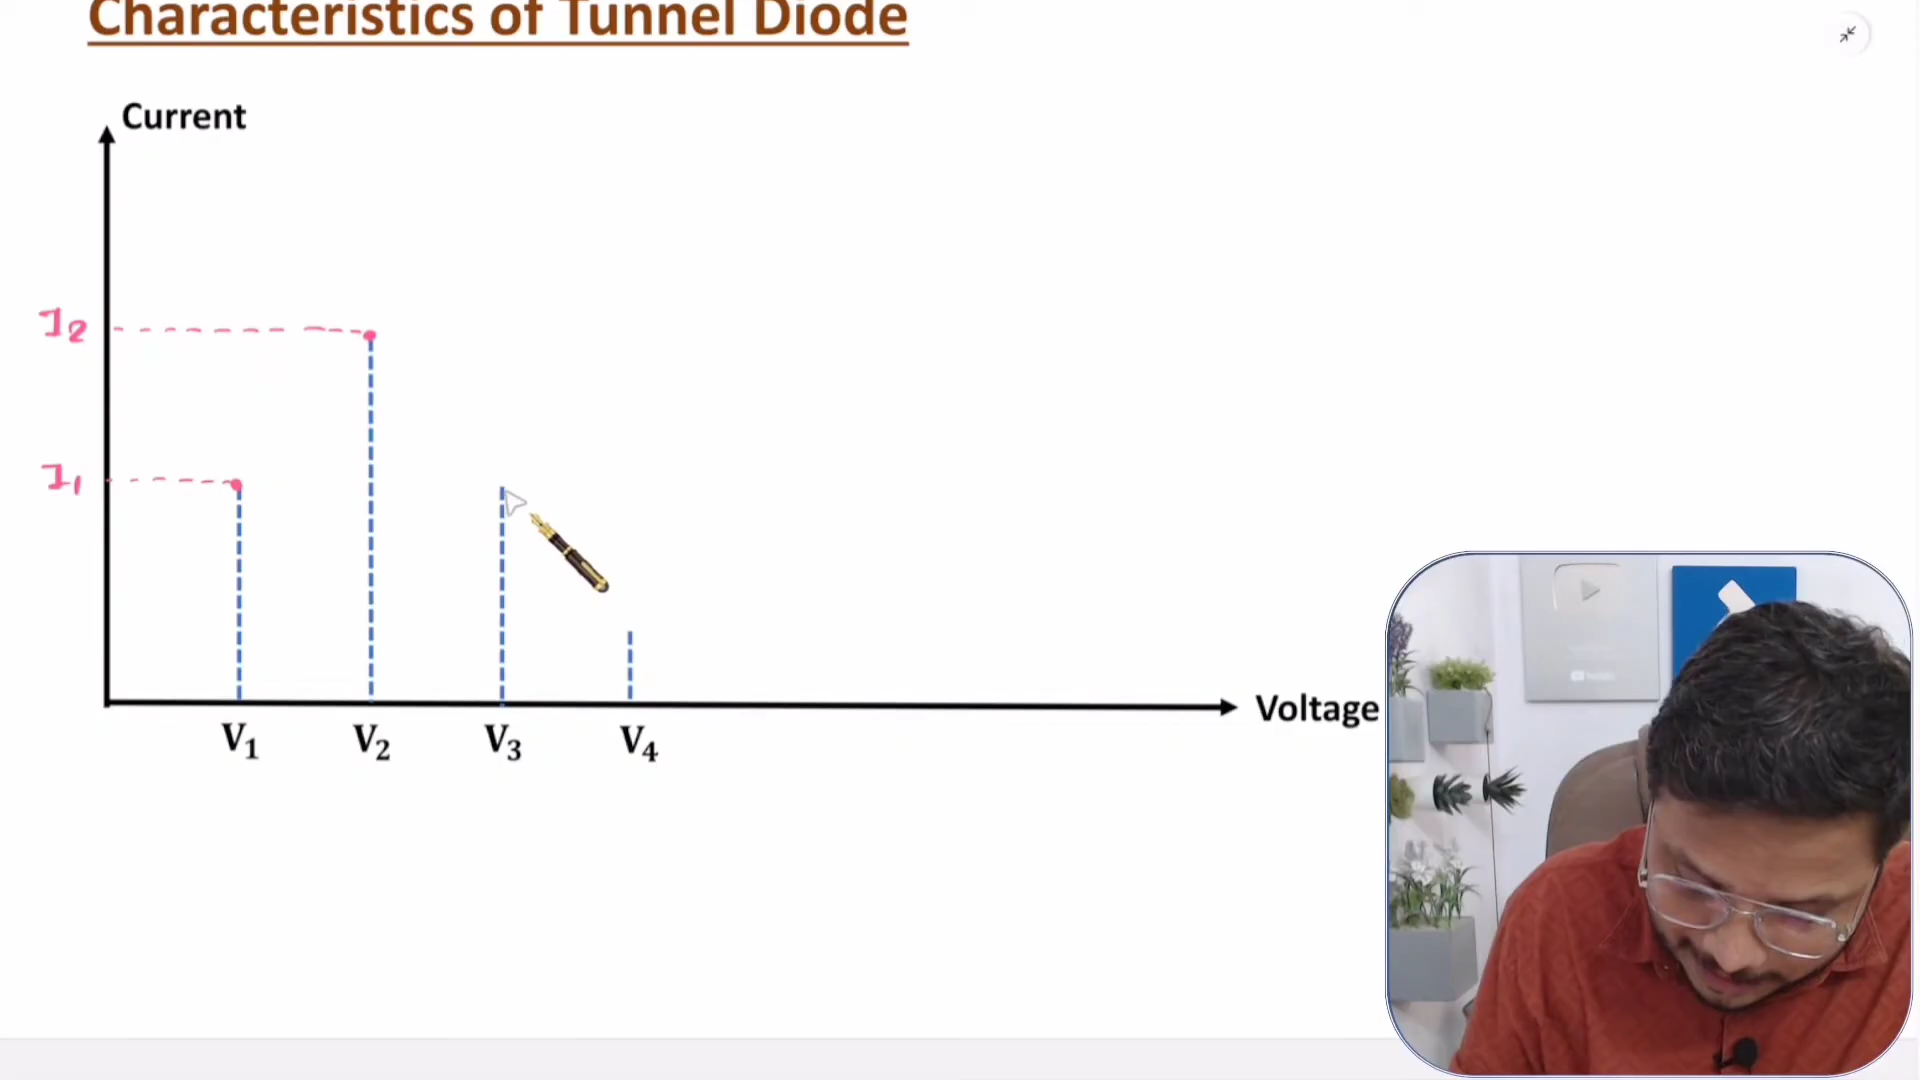 Characteristics of Tunnel Diode
Current
I2
I1
Voltage
V1 V2 V3 V4